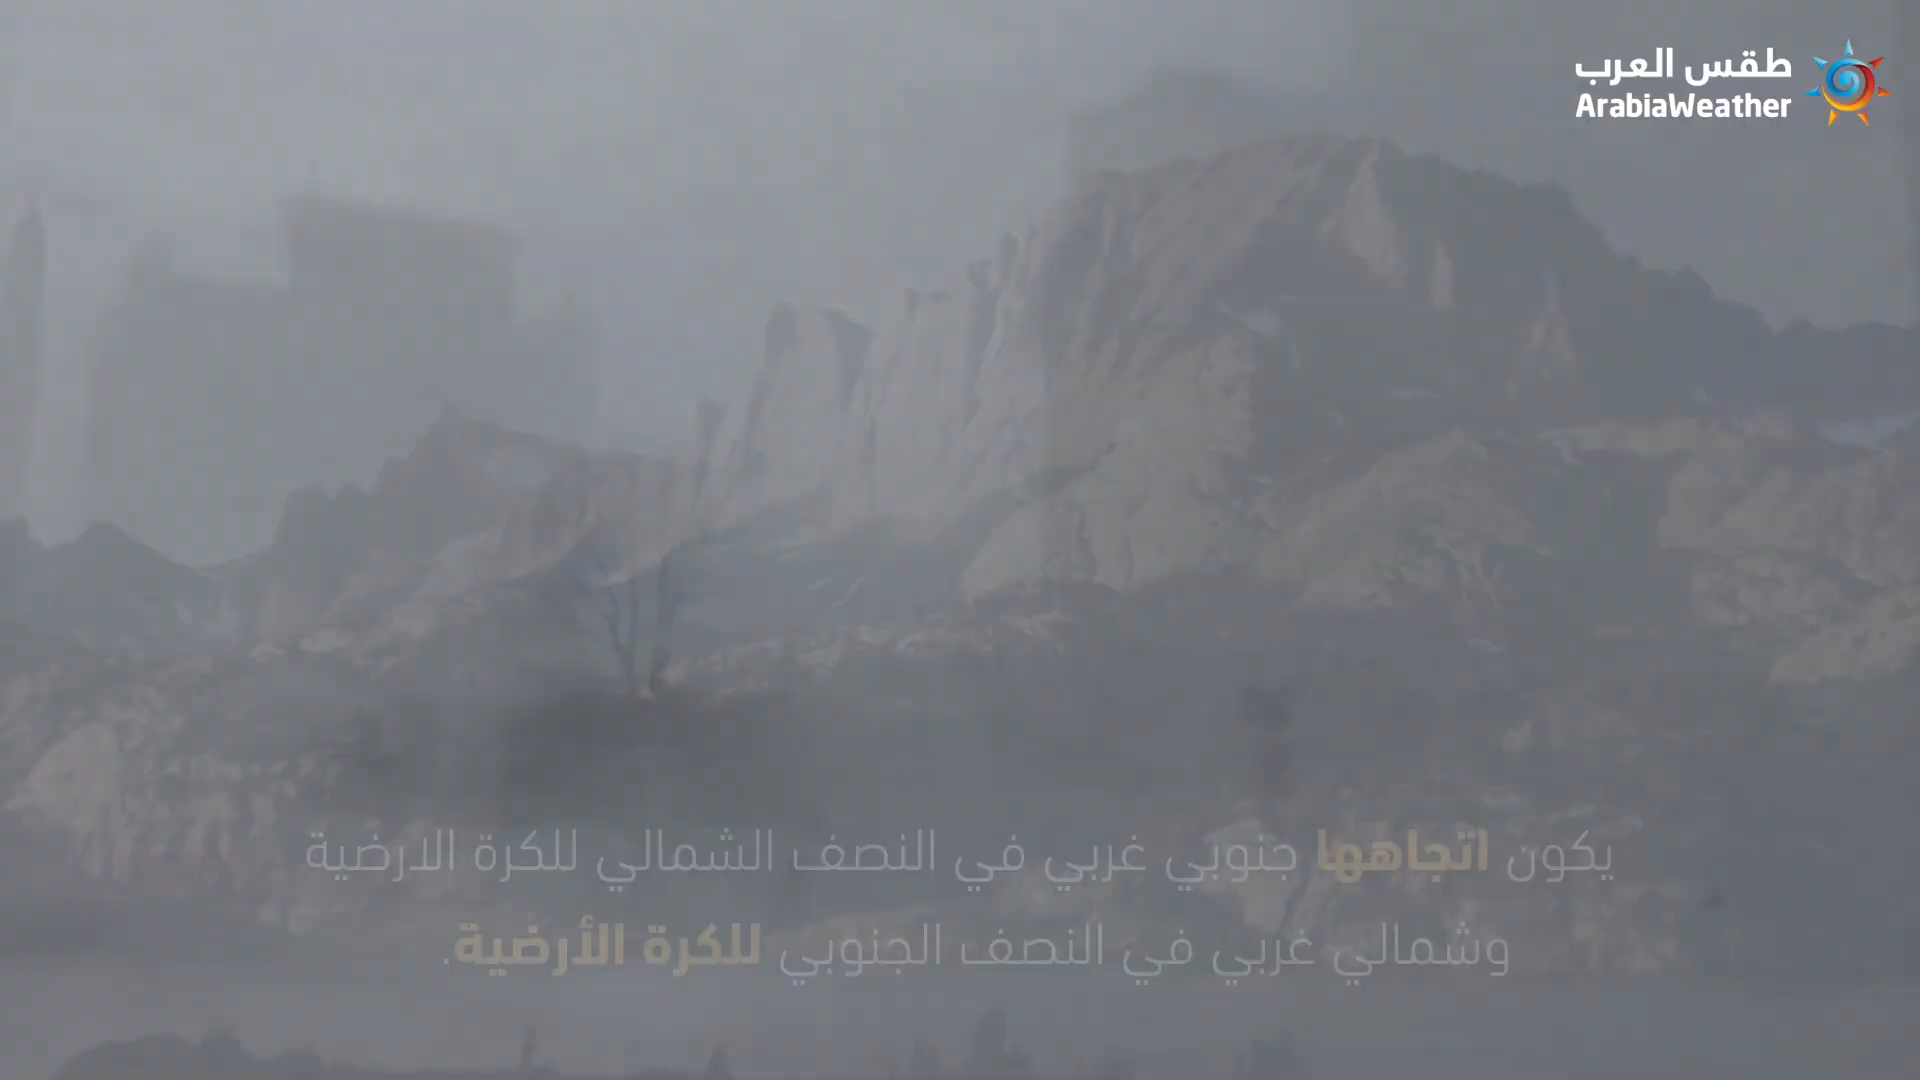 طقس العرب
ArabiaWeather
يكون اتجاهها جنوبي غربي في النصف الشمالي للكرة الارضية
وشمالي غربي في النصف الجنوبي للكرة الأرضية.